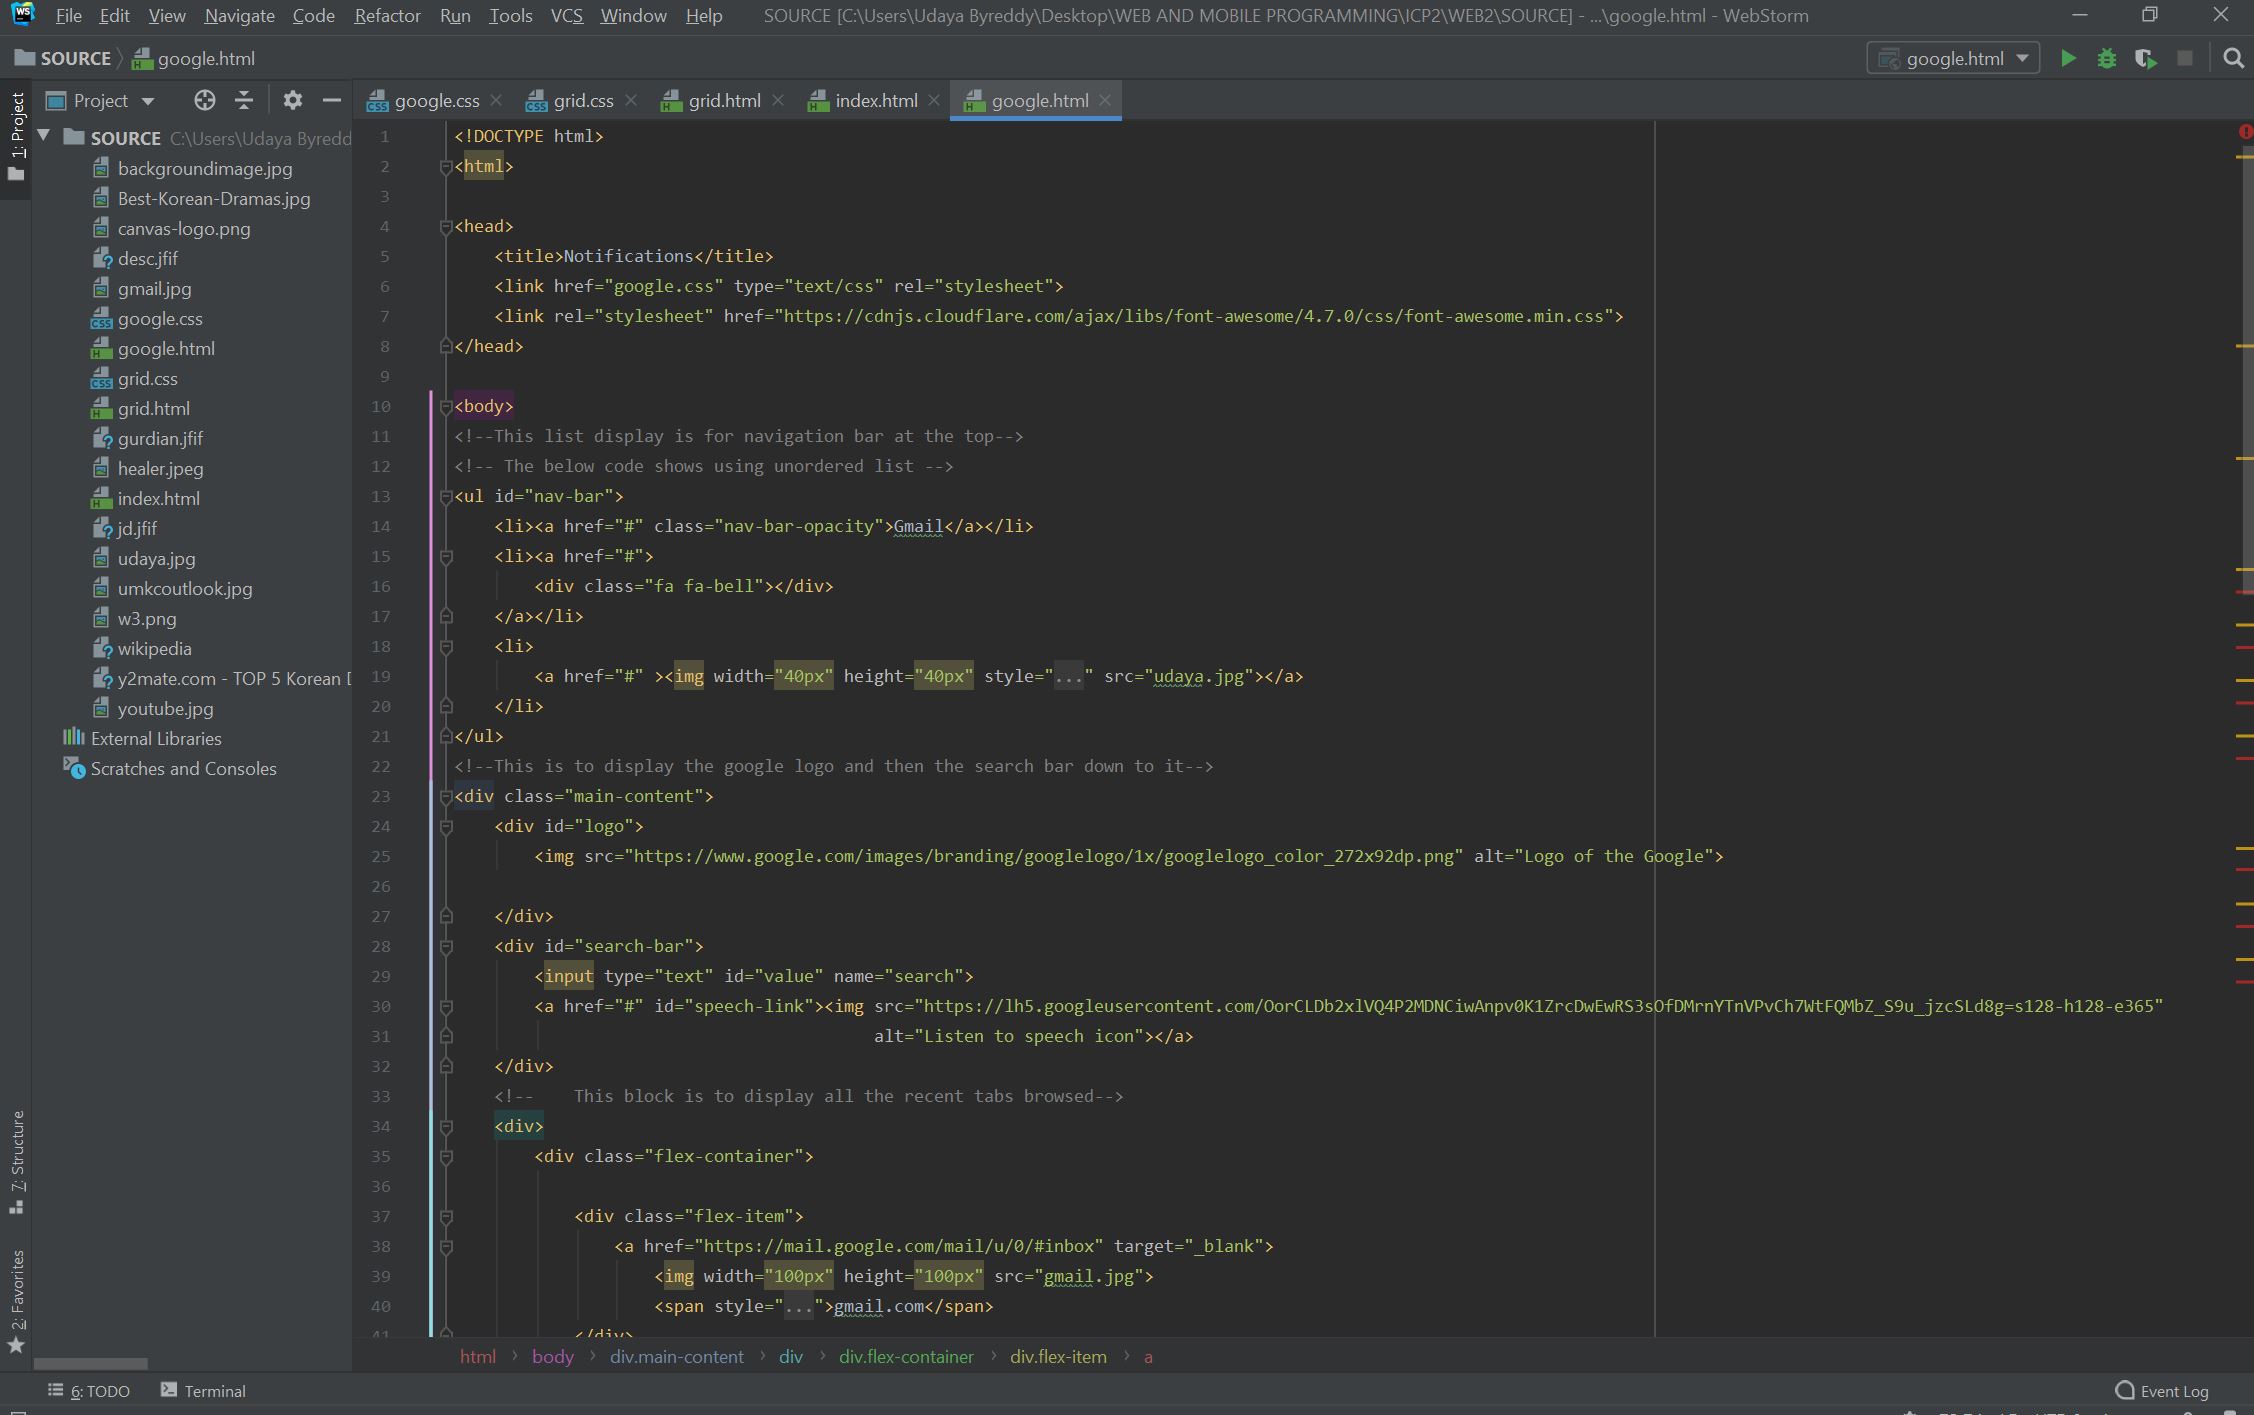 WS File Edit View Navigate Code Refactor Run Tools VCS Window Help SOURCE [C:\Users\Udaya Byreddy\Desktop\WEB AND MOBILE PROGRAMMING\ICP2\WEB2\SOURCE] - ...\google.html - WebStorm
SOURCE google.html google.html
1: Project
7: Structure
2: Favorites
Project
SOURCE C:\Users\Udaya Byredd
backgroundimage.jpg
Best-Korean-Dramas.jpg
canvas-logo.png
desc.jfif
gmail.jpg
google.css
google.html
grid.css
grid.html
gurdian.jfif
healer.jpeg
index.html
jd.jfif
udaya.jpg
umkcoutlook.jpg
w3.png
wikipedia
y2mate.com - TOP 5 Korean D
youtube.jpg
External Libraries
Scratches and Consoles
google.css grid.css grid.html index.html google.html
1 <!DOCTYPE html>
2 <html>
3
4 <head>
5     <title>Notifications</title>
6     <link href="google.css" type="text/css" rel="stylesheet">
7     <link rel="stylesheet" href="https://cdnjs.cloudflare.com/ajax/libs/font-awesome/4.7.0/css/font-awesome.min.css">
8 </head>
9
10 <body>
11 <!--This list display is for navigation bar at the top-->
12 <!-- The below code shows using unordered list -->
13 <ul id="nav-bar">
14     <li><a href="#" class="nav-bar-opacity">Gmail</a></li>
15     <li><a href="#">
16         <div class="fa fa-bell"></div>
17     </a></li>
18     <li>
19         <a href="#" ><img width="40px" height="40px" style="..." src="udaya.jpg"></a>
20     </li>
21 </ul>
22 <!--This is to display the google logo and then the search bar down to it-->
23 <div class="main-content">
24     <div id="logo">
25         <img src="https://www.google.com/images/branding/googlelogo/1x/googlelogo_color_272x92dp.png" alt="Logo of the Google">
26
27     </div>
28     <div id="search-bar">
29         <input type="text" id="value" name="search">
30         <a href="#" id="speech-link"><img src="https://lh5.googleusercontent.com/OorCLDb2xlVQ4P2MDNCiwAnpv0K1ZrcDwEwRS3sOfDMrnYTnVPvCh7WtFQMbZ_S9u_jzcSLd8g=s128-h128-e365"
31                                           alt="Listen to speech icon"></a>
32     </div>
33     <!--    This block is to display all the recent tabs browsed-->
34     <div>
35         <div class="flex-container">
36
37             <div class="flex-item">
38                 <a href="https://mail.google.com/mail/u/0/#inbox" target="_blank">
39                     <img width="100px" height="100px" src="gmail.jpg">
40                     <span style="...">gmail.com</span>
41             </div>
html body div.main-content div div.flex-container div.flex-item a
6: TODO Terminal Event Log